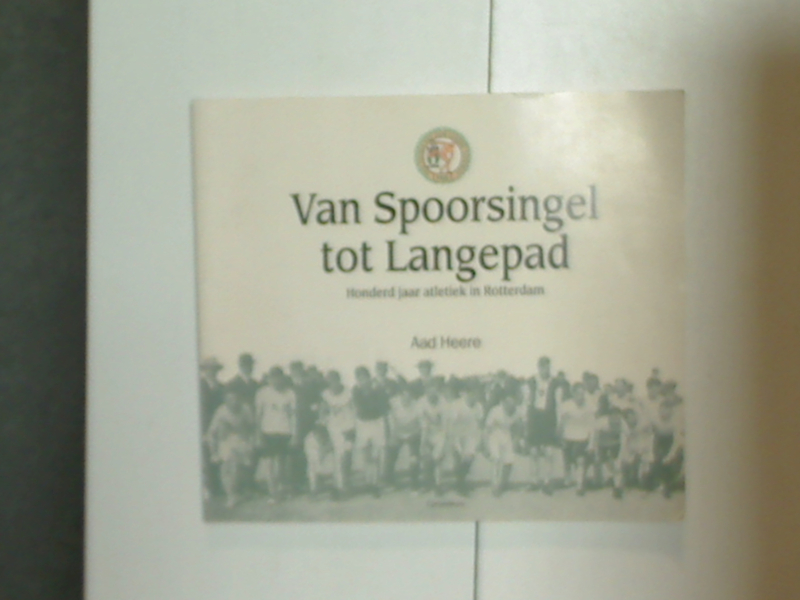 Van Spoorsingel
tot Langepad
Honderd jaar atletiek in Rotterdam
Aad Heere